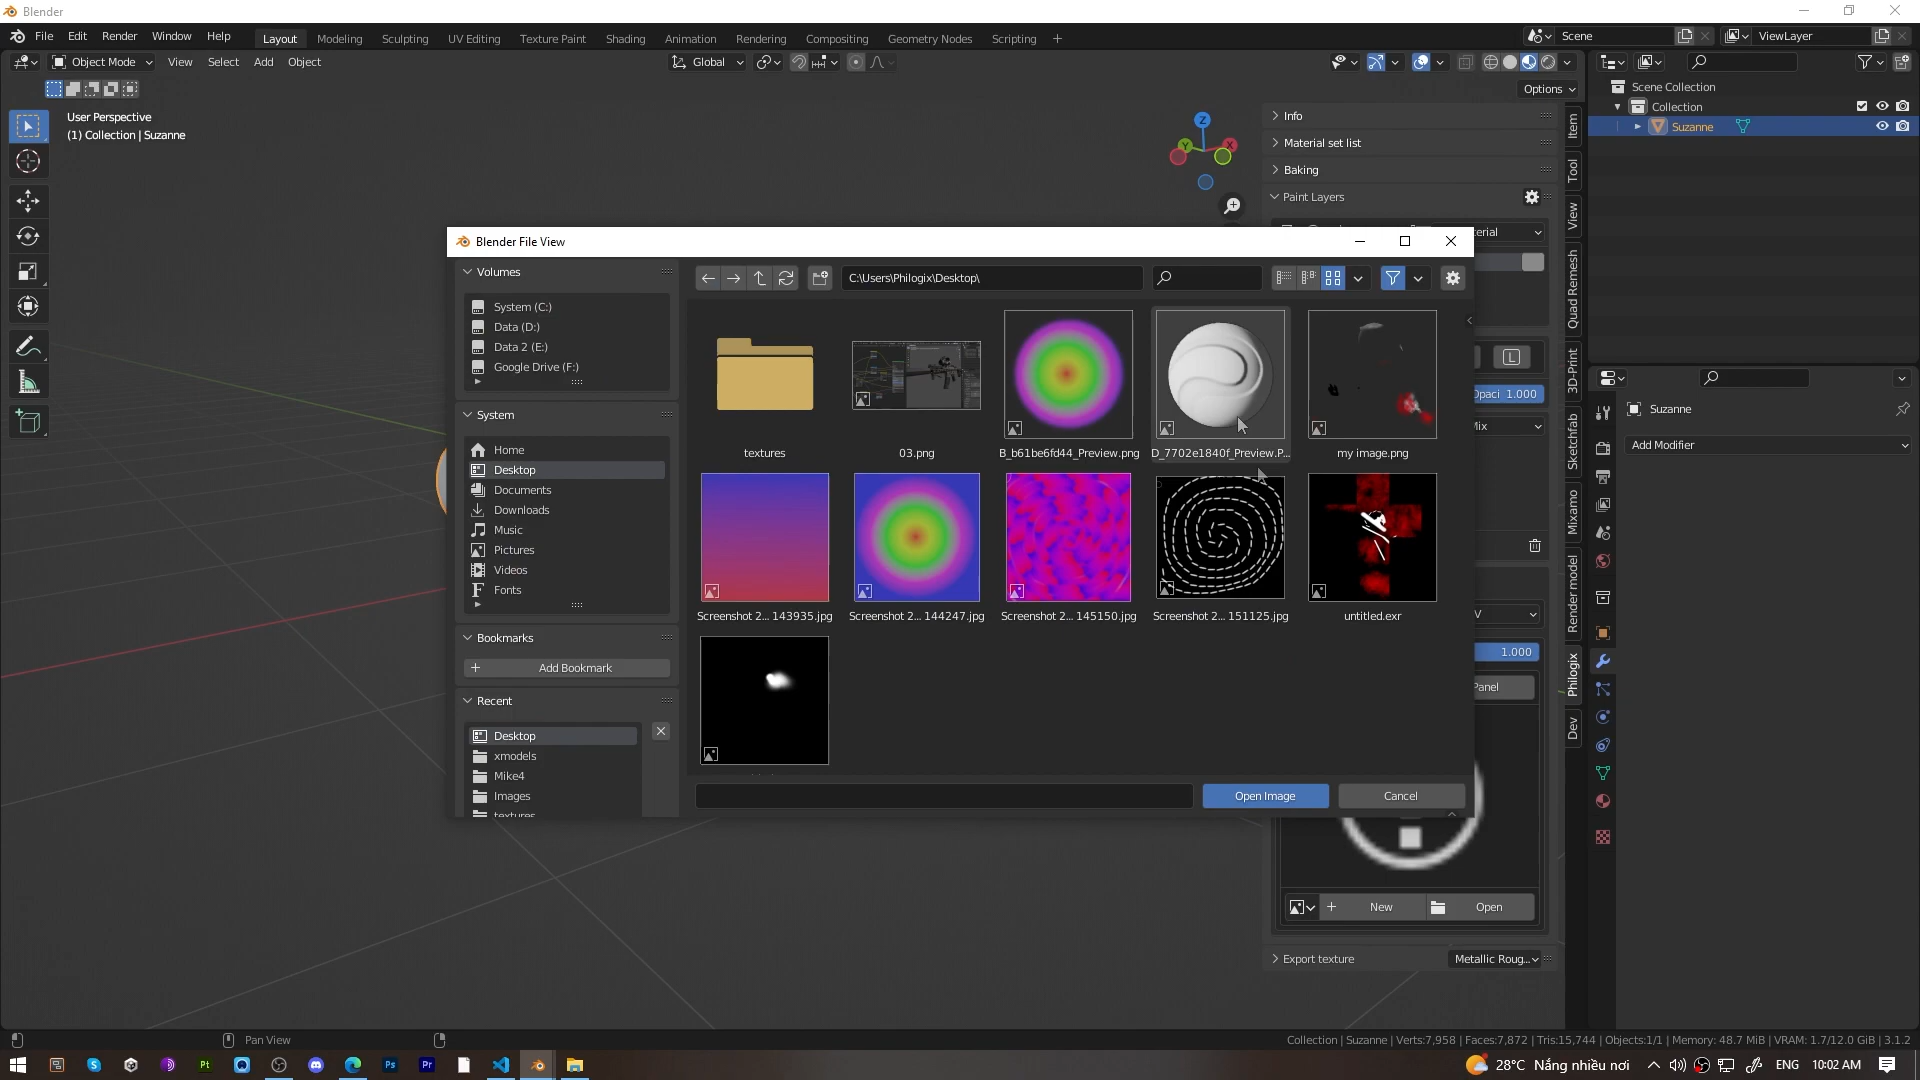 Blender
File Edit Render Window Help Layout Modeling Sculpting UV Editing Texture Paint Shading Animation Rendering Compositing Geometry Nodes Scripting + Scene ViewLayer
Object Mode View Select Add Object Global
Options
User Perspective
(1) Collection | Suzanne
Z
Y
X
Info
Material set list
Baking
Paint Layers
terial
L
Opaci 1.000
Mix
V
1.000
Panel
+ New Open
Export texture Metallic Roug...
Item
Tool
View
Quad Remesh
3D-Print
Sketchfab
Mixamo
Render model
Philogix
Dev
Scene Collection
Collection
Suzanne
Suzanne
Add Modifier
Blender File View
Volumes
System (C:)
Data (D:)
Data 2 (E:)
Google Drive (F:)
System
Home
Desktop
Documents
Downloads
Music
Pictures
Videos
Fonts
Bookmarks
+ Add Bookmark
Recent
Desktop
xmodels
Mike4
Images
textures
C:\Users\Philogix\Desktop\
textures 03.png B_b61be6fd44_Preview.png D_7702e1840f_Preview.P... my image.png
Screenshot 2... 143935.jpg Screenshot 2... 144247.jpg Screenshot 2... 145150.jpg Screenshot 2... 151125.jpg untitled.exr
Open Image Cancel
Pan View
Collection | Suzanne | Verts:7,958 | Faces:7,872 | Tris:15,744 | Objects:1/1 | Memory: 48.7 MiB | VRAM: 1.7/12.0 GiB | 3.1.2
Pt Ps Pr 28°C Nắng nhiều nơi ENG 10:02 AM